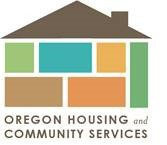 OREGON HOUSING and
COMMUNITY SERVICES